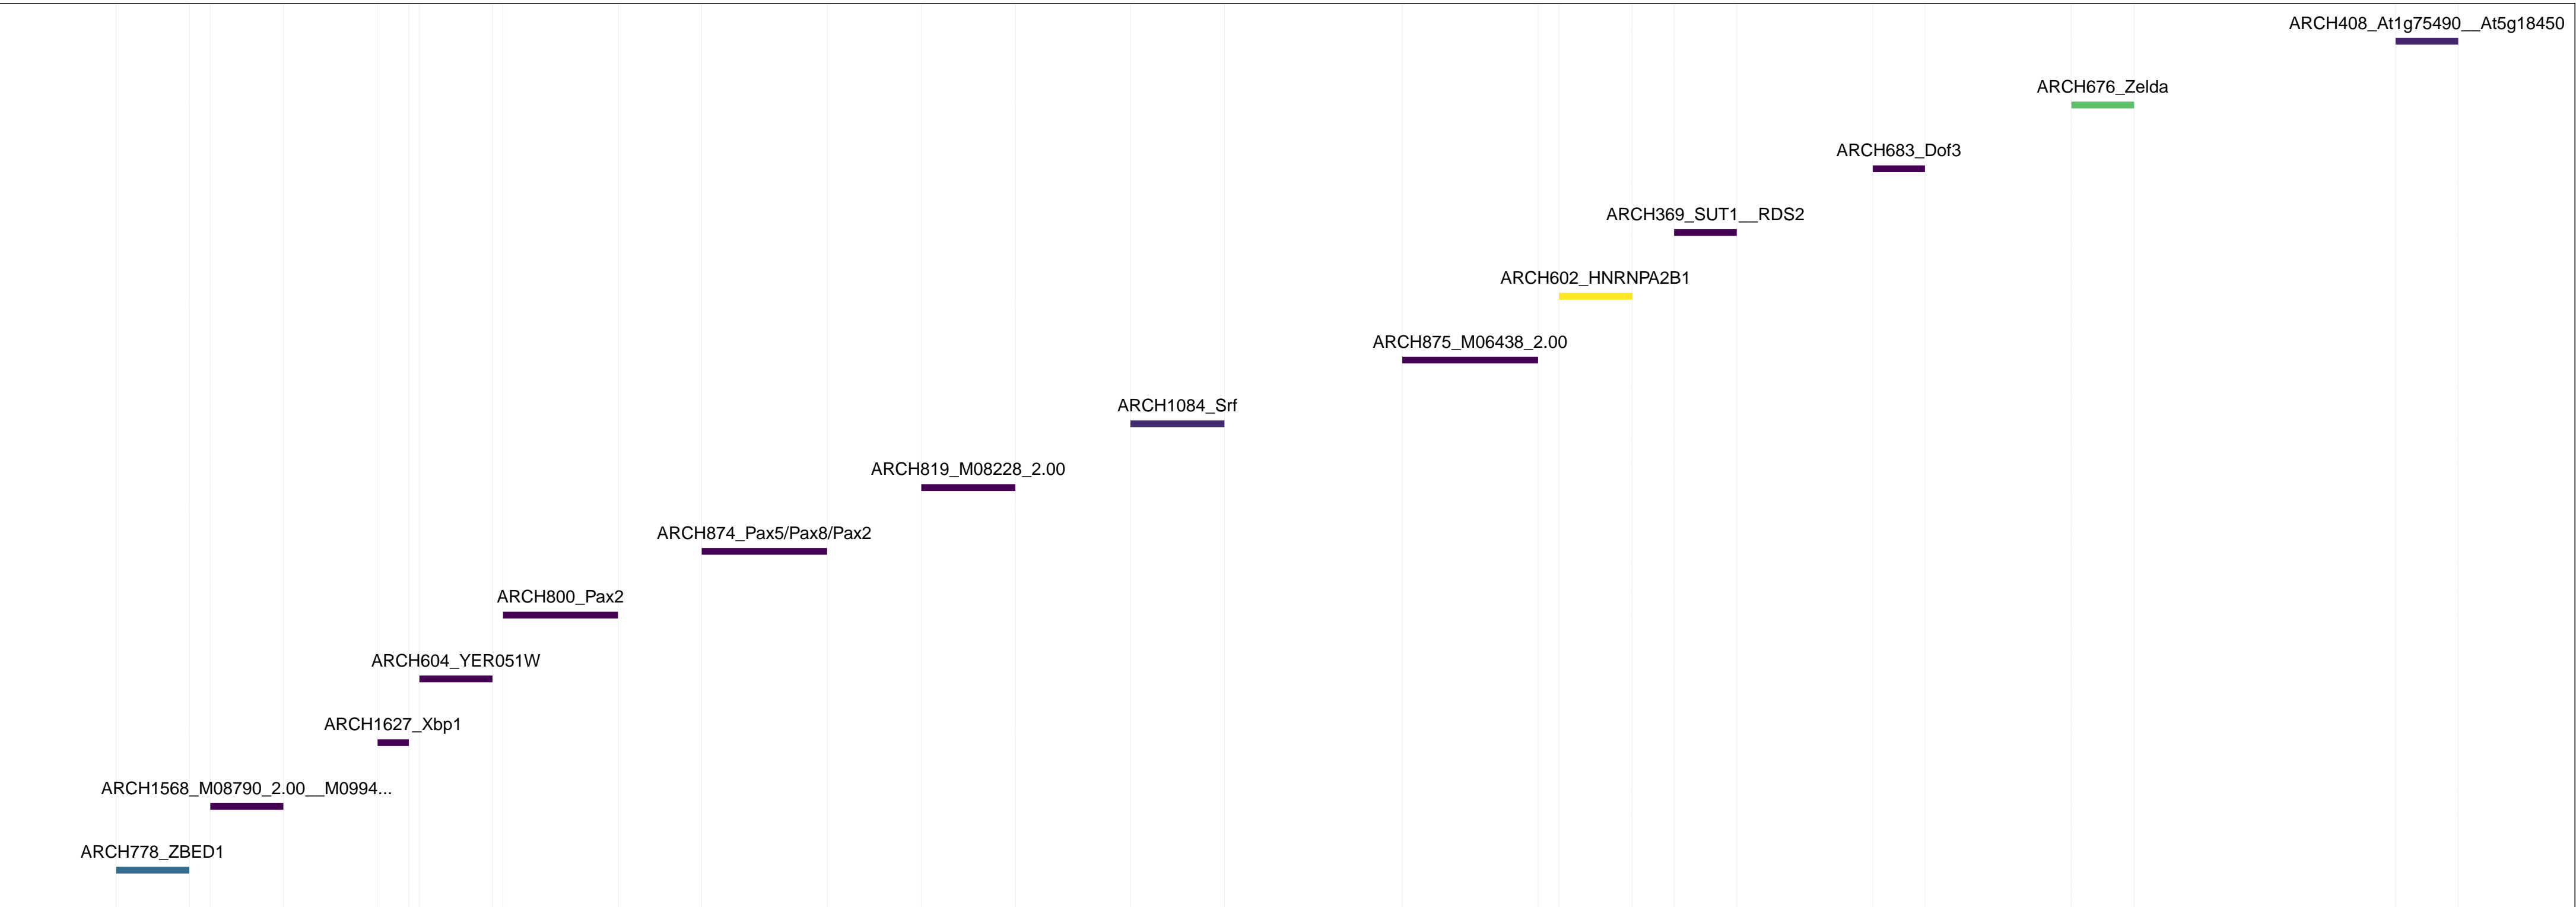 ARCH408_At1g75490__At5g18450
ARCH676_Zelda
ARCH683_Dof3
ARCH369_SUT1__RDS2
ARCH602_HNRNPA2B1
ARCH875_M06438_2.00
ARCH1084_Srf
ARCH819_M08228_2.00
ARCH874_Pax5/Pax8/Pax2
ARCH800_Pax2
ARCH604_YER051W
ARCH1627_Xbp1
ARCH1568_M08790_2.00__M0994...
ARCH778_ZBED1